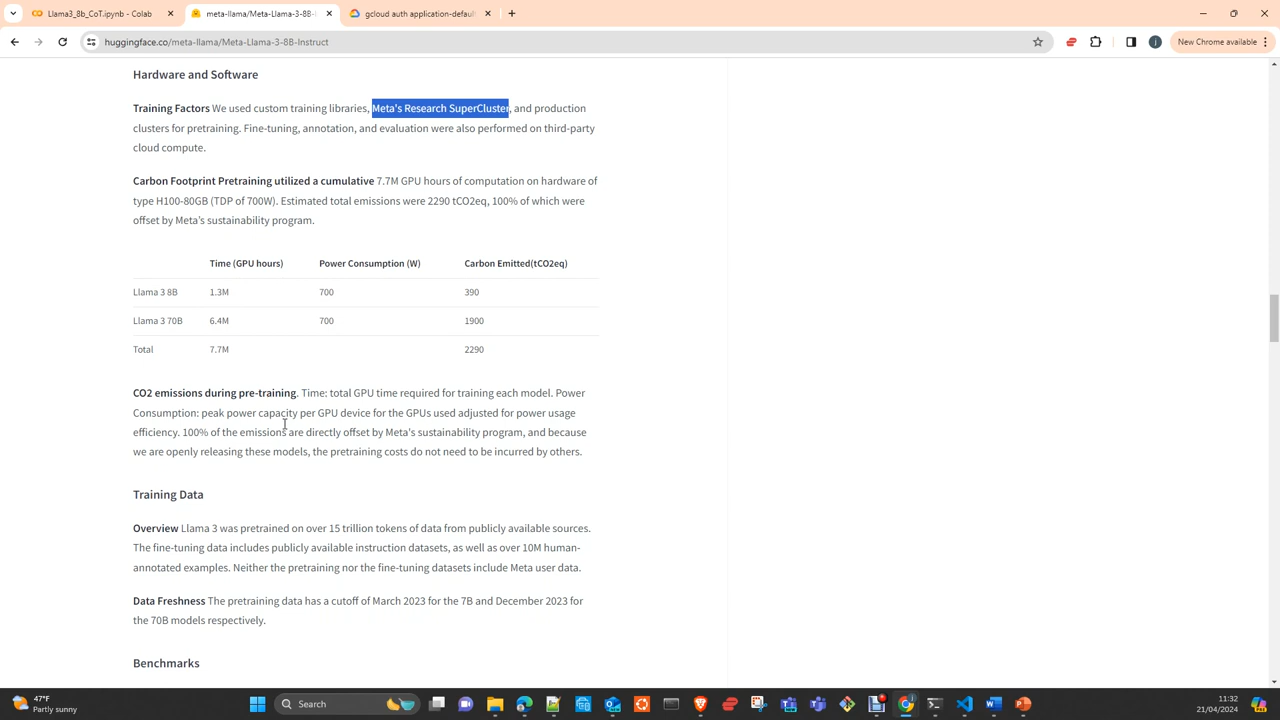 Llama3_8b_CoT.ipynb - Colab
meta-llama/Meta-Llama-3-8B-I
gcloud auth application-defau
huggingface.co/meta-llama/Meta-Llama-3-8B-Instruct
New Chrome available
Hardware and Software
Training Factors We used custom training libraries, Meta's Research SuperCluster, and production
clusters for pretraining. Fine-tuning, annotation, and evaluation were also performed on third-party
cloud compute.
Carbon Footprint Pretraining utilized a cumulative 7.7M GPU hours of computation on hardware of
type H100-80GB (TDP of 700W). Estimated total emissions were 2290 tCO2eq, 100% of which were
offset by Meta’s sustainability program.
Time (GPU hours) Power Consumption (W) Carbon Emitted(tCO2eq)
Llama 3 8B 1.3M 700 390
Llama 3 70B 6.4M 700 1900
Total 7.7M 2290
CO2 emissions during pre-training. Time: total GPU time required for training each model. Power
Consumption: peak power capacity per GPU device for the GPUs used adjusted for power usage
efficiency. 100% of the emissions are directly offset by Meta's sustainability program, and because
we are openly releasing these models, the pretraining costs do not need to be incurred by others.
Training Data
Overview Llama 3 was pretrained on over 15 trillion tokens of data from publicly available sources.
The fine-tuning data includes publicly available instruction datasets, as well as over 10M human-
annotated examples. Neither the pretraining nor the fine-tuning datasets include Meta user data.
Data Freshness The pretraining data has a cutoff of March 2023 for the 7B and December 2023 for
the 70B models respectively.
Benchmarks
47°F
Partly sunny
Search
11:32
21/04/2024